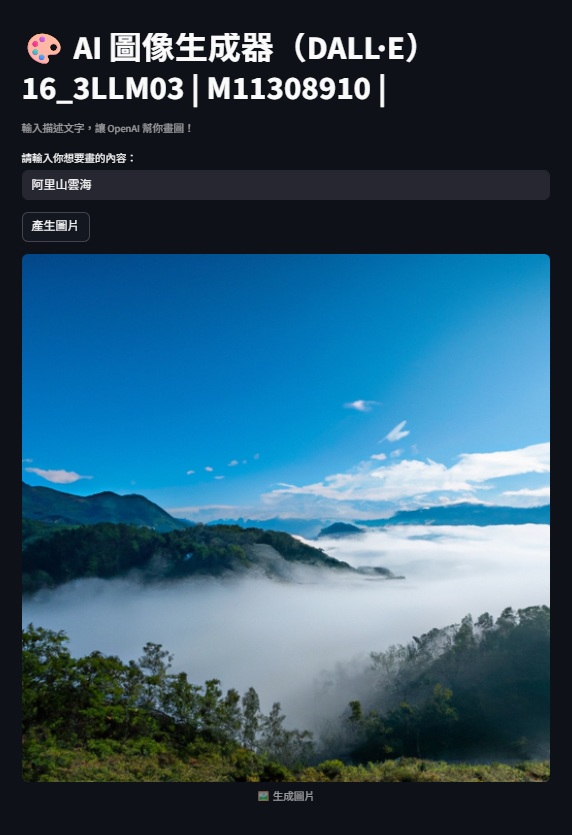 🎨 AI 圖像生成器（DALL·E）
16_3LLM03 | M11308910 |
輸入描述文字，讓 OpenAI 幫你畫圖！
請輸入你想要畫的內容：
阿里山雲海
產生圖片
🖼️ 生成圖片